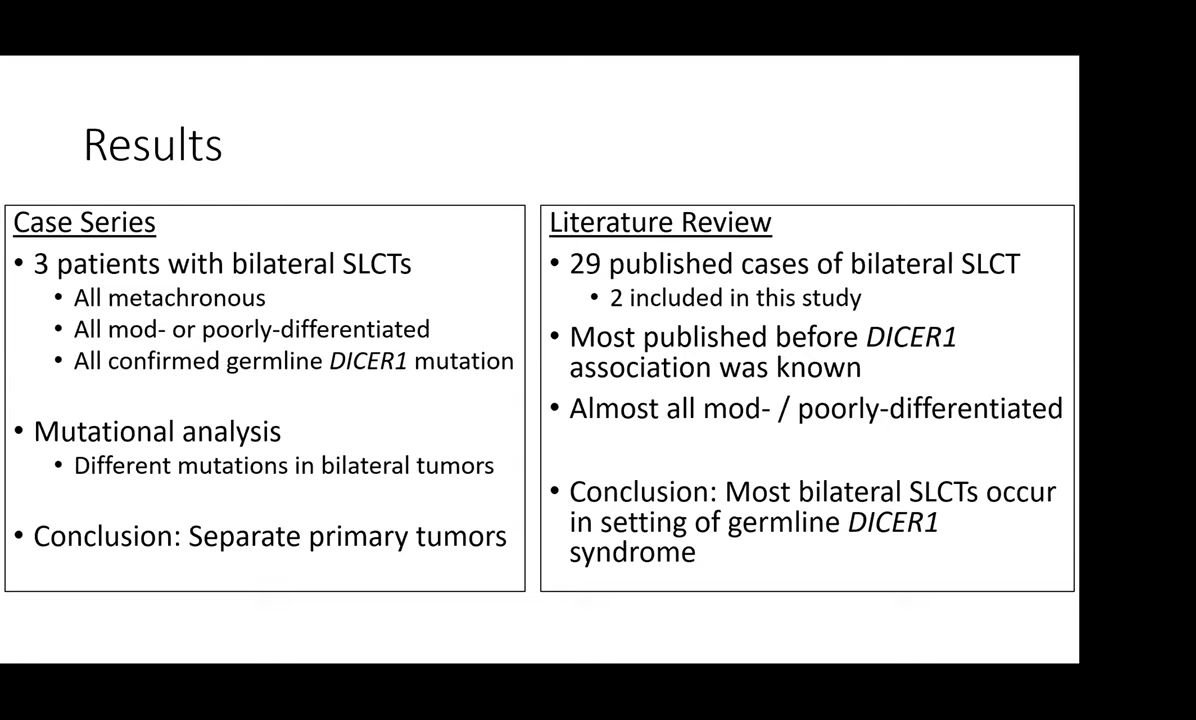 Results
Case Series
• 3 patients with bilateral SLCTs
• All metachronous
• All mod- or poorly-differentiated
• All confirmed germline DICER1 mutation
• Mutational analysis
• Different mutations in bilateral tumors
• Conclusion: Separate primary tumors
Literature Review
• 29 published cases of bilateral SLCT
• 2 included in this study
• Most published before DICER1
association was known
• Almost all mod- / poorly-differentiated
• Conclusion: Most bilateral SLCTs occur
in setting of germline DICER1
syndrome